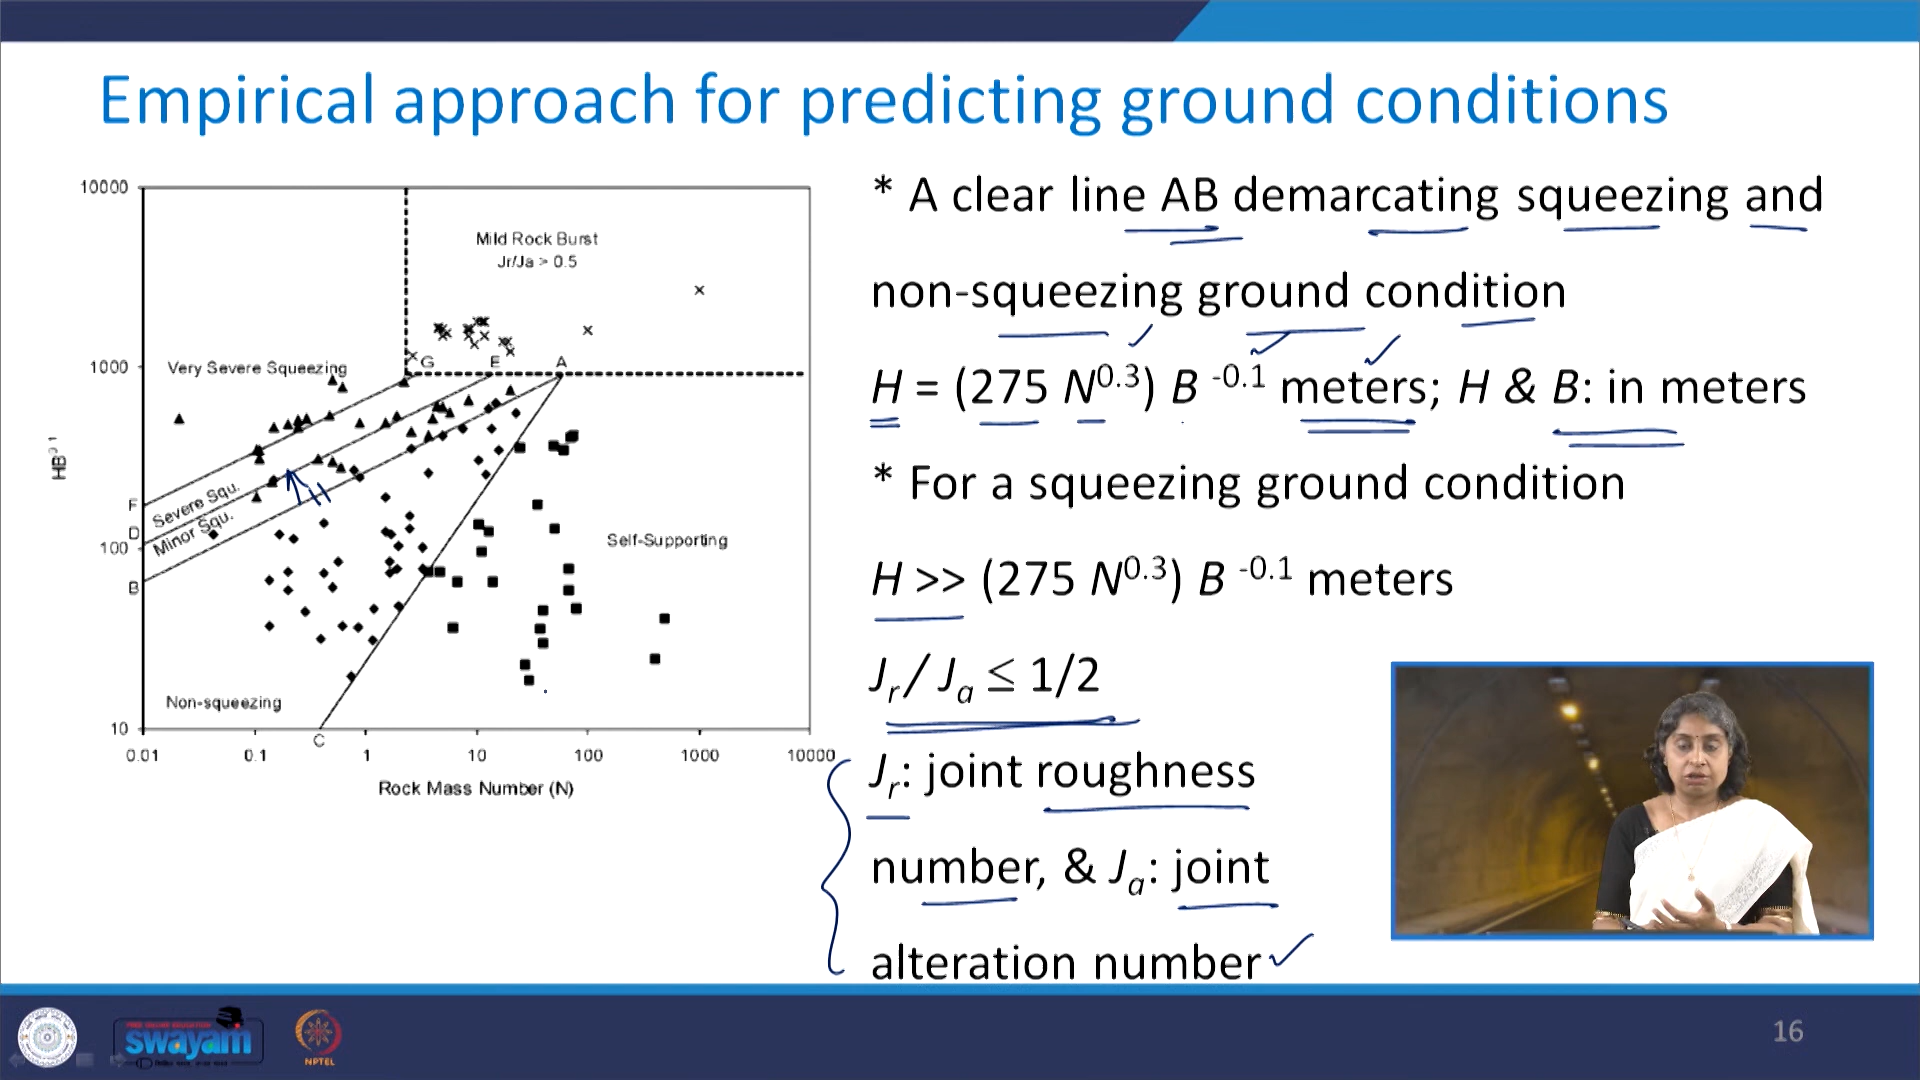 Empirical approach for predicting ground conditions
10000
1000
100
10
HB⁰·¹
Mild Rock Burst
Jr/Ja > 0.5
Very Severe Squeezing
G
E
A
F
D
B
Severe Squ.
Minor Squ.
Self-Supporting
Non-squeezing
C
0.01 0.1 1 10 100 1000 10000
Rock Mass Number (N)
* A clear line AB demarcating squeezing and
non-squeezing ground condition
H = (275 N^0.3) B^-0.1 meters; H & B: in meters
* For a squeezing ground condition
H >> (275 N^0.3) B^-0.1 meters
Jr / Ja ≤ 1/2
Jr: joint roughness
number, & Ja: joint
alteration number
swayam
NPTEL
16